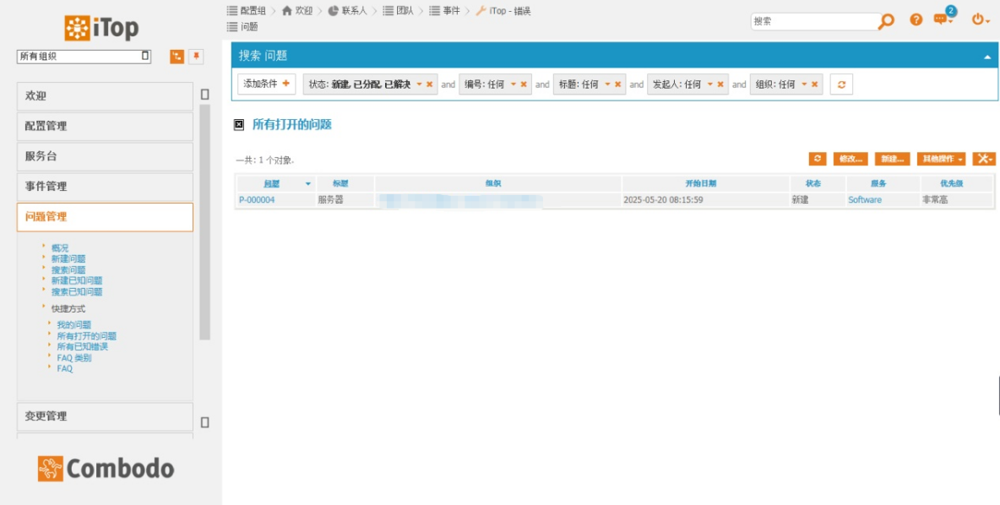 iTop
所有组织
欢迎
配置管理
服务台
事件管理
问题管理
概况
新建问题
搜索问题
新建已知问题
搜索已知问题
快捷方式
我的问题
所有打开的问题
所有已知错误
FAQ 类别
FAQ
变更管理
Combodo
配置组 欢迎 联系人 团队 事件 iTop - 错误
问题
搜索
2
搜索 问题
添加条件 状态: 新建, 已分配, 已解决 and 编号: 任何 and 标题: 任何 and 发起人: 任何 and 组织: 任何
所有打开的问题
一共: 1 个对象.
修改... 新建... 其他操作
标题 组织 开始日期 状态 服务 优先级
P-000004 服务器 2025-05-20 08:15:59 新建 Software 非常高